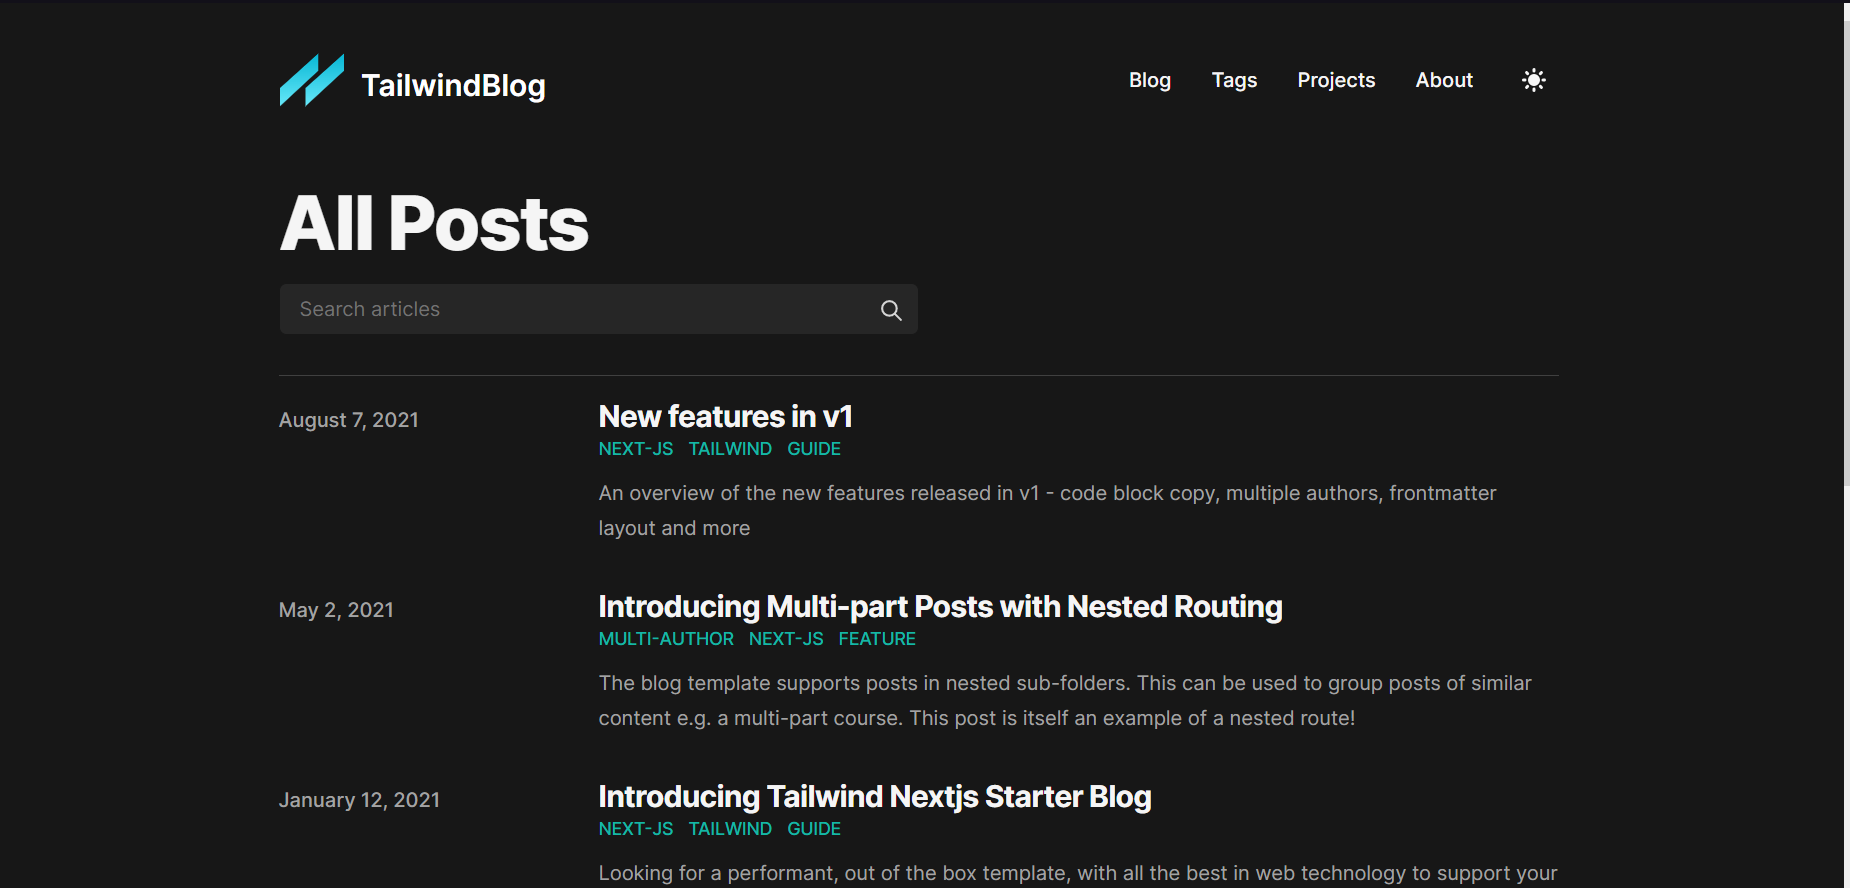 TailwindBlog
Blog Tags Projects About
All Posts
Search articles
August 7, 2021
New features in v1
NEXT-JS TAILWIND GUIDE
An overview of the new features released in v1 - code block copy, multiple authors, frontmatter
layout and more
May 2, 2021
Introducing Multi-part Posts with Nested Routing
MULTI-AUTHOR NEXT-JS FEATURE
The blog template supports posts in nested sub-folders. This can be used to group posts of similar
content e.g. a multi-part course. This post is itself an example of a nested route!
January 12, 2021
Introducing Tailwind Nextjs Starter Blog
NEXT-JS TAILWIND GUIDE
Looking for a performant, out of the box template, with all the best in web technology to support your